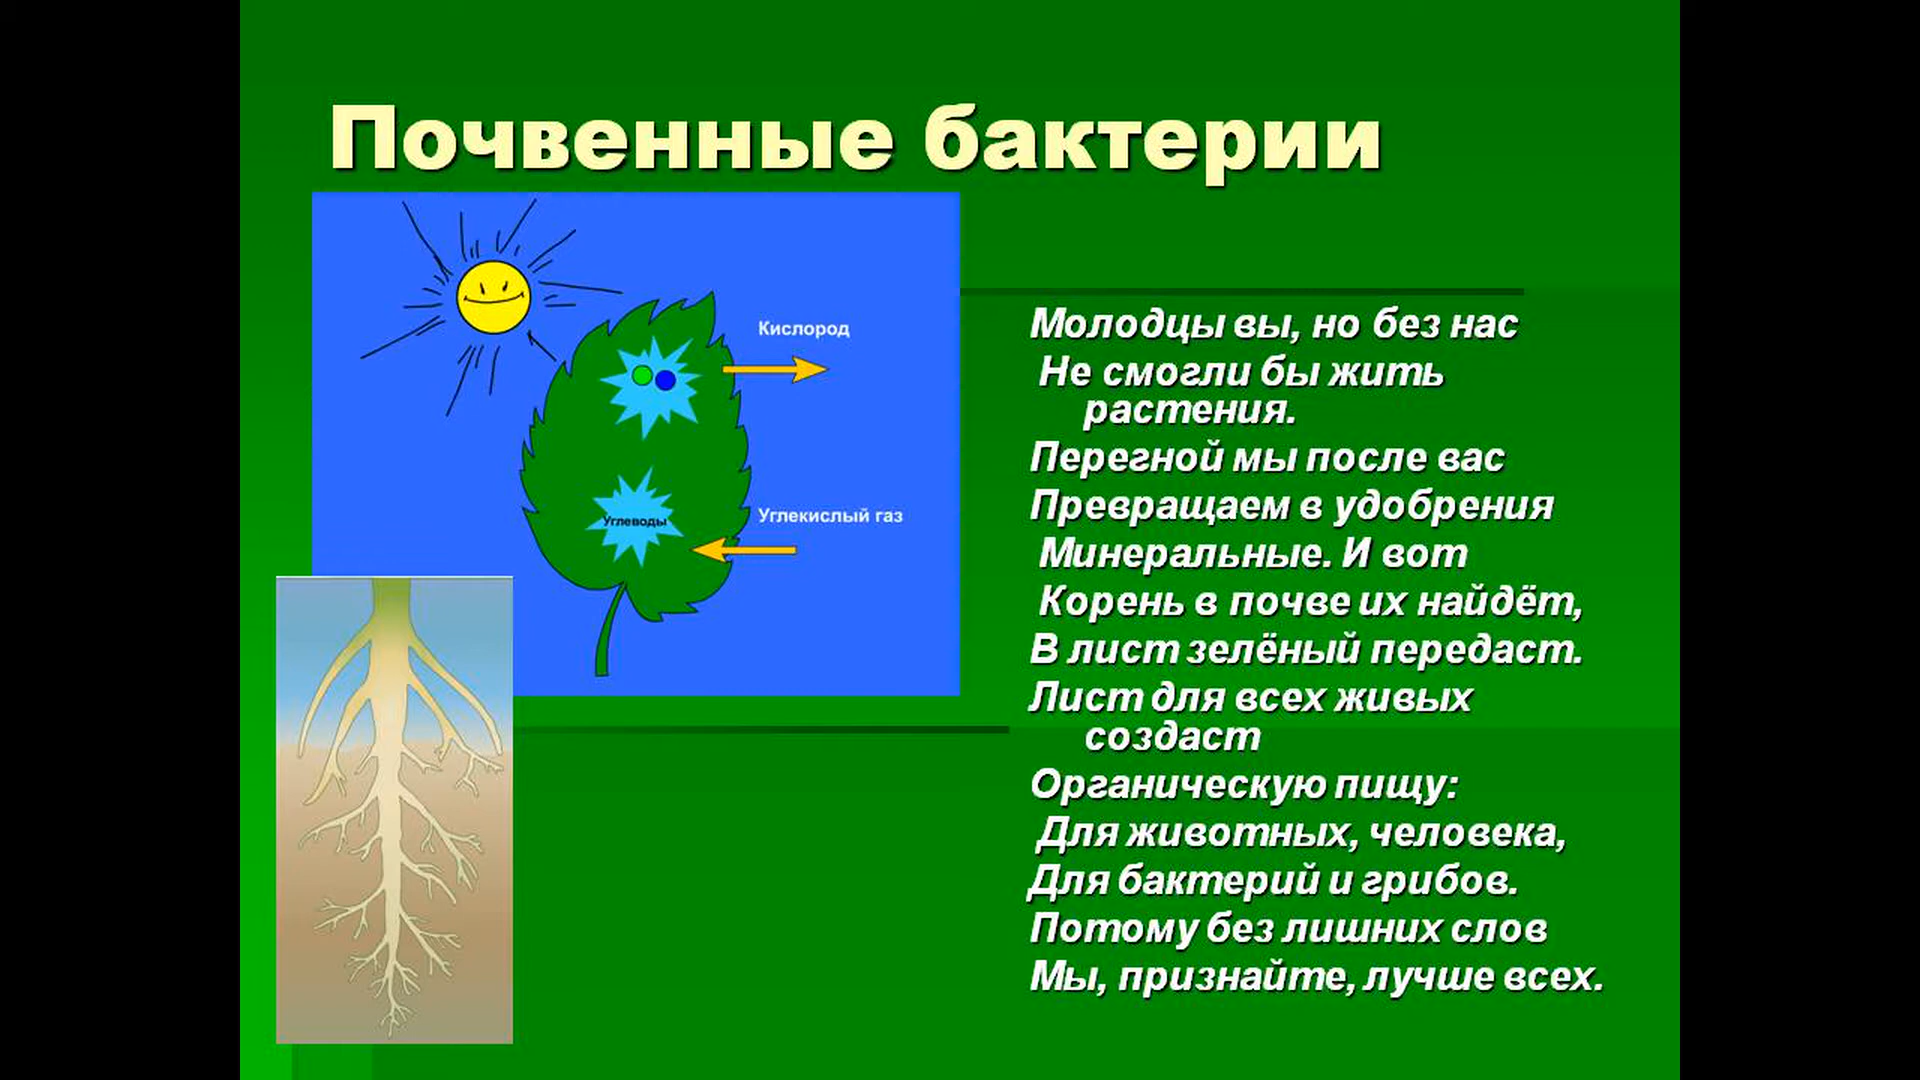 Почвенные бактерии
Кислород
Углекислый газ
Углеводы
Молодцы вы, но без нас
Не смогли бы жить
растения.
Перегной мы после вас
Превращаем в удобрения
Минеральные. И вот
Корень в почве их найдёт,
В лист зелёный передаст.
Лист для всех живых
создаст
Органическую пищу:
Для животных, человека,
Для бактерий и грибов.
Потому без лишних слов
Мы, признайте, лучше всех.